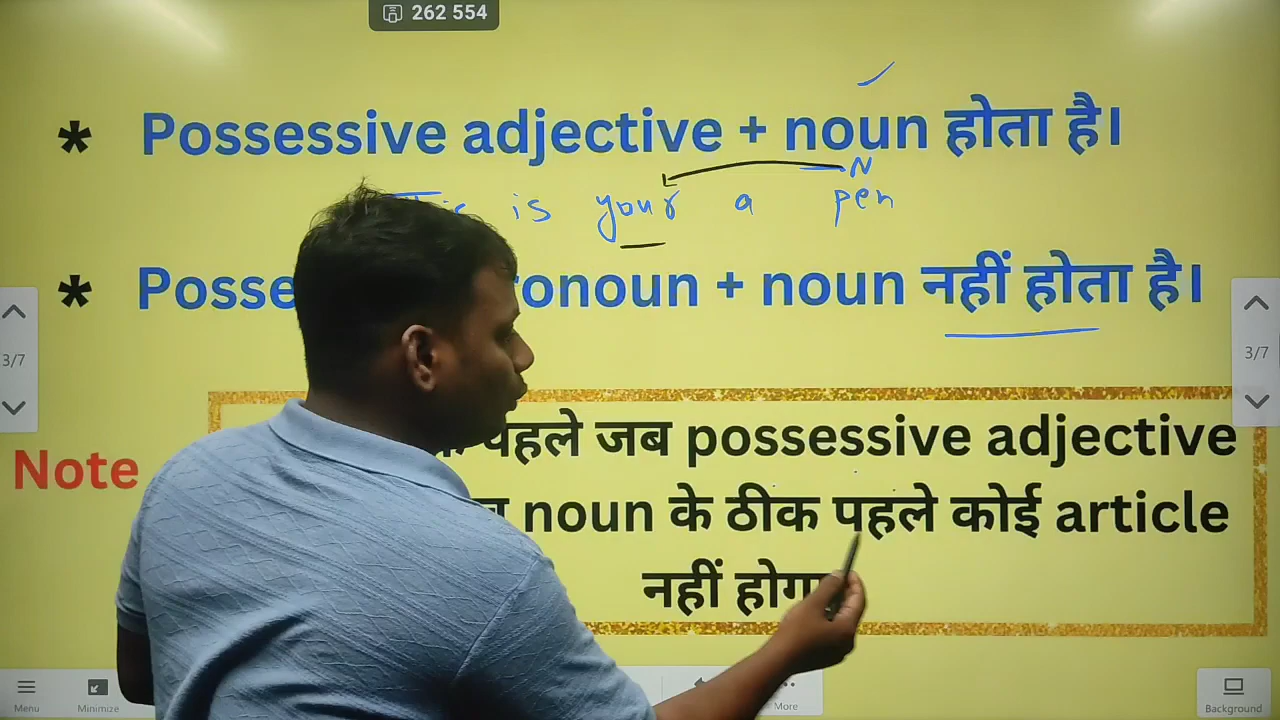 262 554
* Possessive adjective + noun होता है।
N
is your a pen
* Posse onoun + noun नहीं होता है।
3/7
3/7
Note
पहले जब possessive adjective
noun के ठीक पहले कोई article
नहीं
Menu
Minimize
More
Background